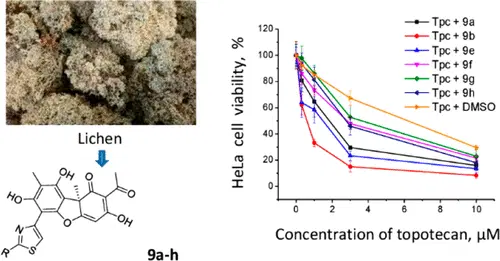 Lichen
OH
O
O
HO
O
OH
N
S
R
9a-h
HeLa cell viability, %
120
100
80
60
40
20
0
0
2
4
6
8
10
Concentration of topotecan, µM
Tpc + 9a
Tpc + 9b
Tpc + 9e
Tpc + 9f
Tpc + 9g
Tpc + 9h
Tpc + DMSO